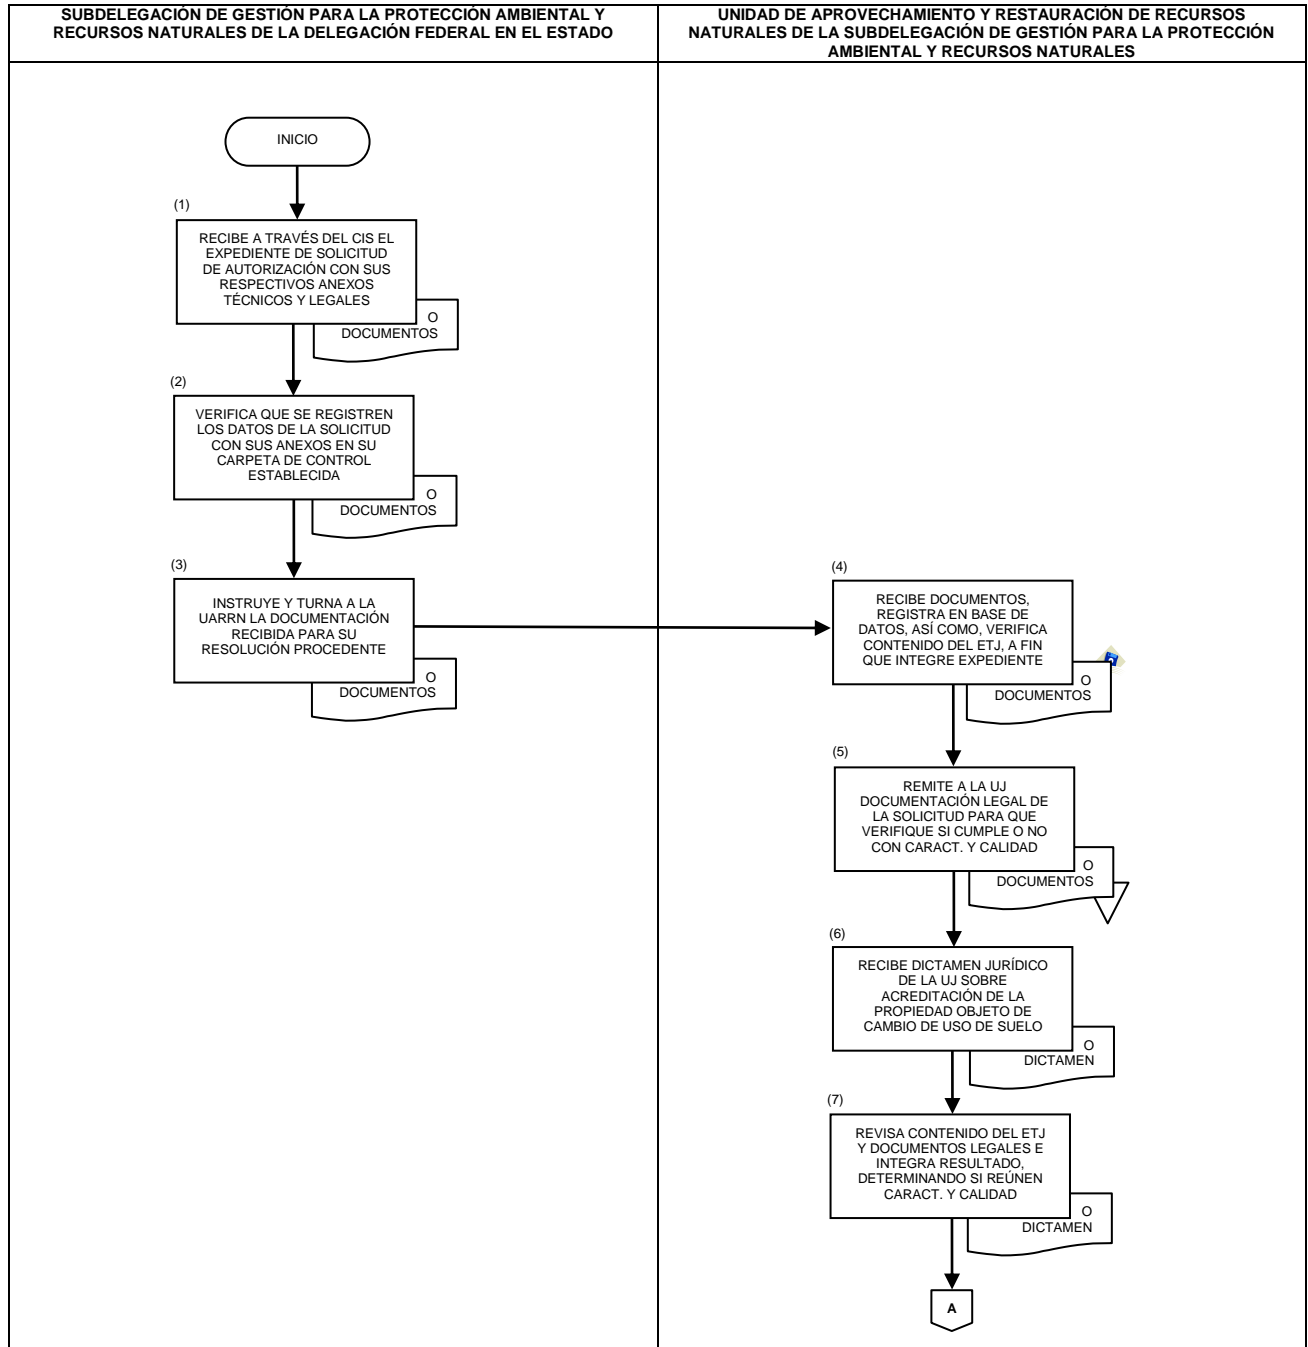 SUBDELEGACIÓN DE GESTIÓN PARA LA PROTECCIÓN AMBIENTAL Y
RECURSOS NATURALES DE LA DELEGACIÓN FEDERAL EN EL ESTADO
UNIDAD DE APROVECHAMIENTO Y RESTAURACIÓN DE RECURSOS
NATURALES DE LA SUBDELEGACIÓN DE GESTIÓN PARA LA PROTECCIÓN
AMBIENTAL Y RECURSOS NATURALES
INICIO
(1)
RECIBE A TRAVÉS DEL CIS EL
EXPEDIENTE DE SOLICITUD
DE AUTORIZACIÓN CON SUS
RESPECTIVOS ANEXOS
TÉCNICOS Y LEGALES
O
DOCUMENTOS
(2)
VERIFICA QUE SE REGISTREN
LOS DATOS DE LA SOLICITUD
CON SUS ANEXOS EN SU
CARPETA DE CONTROL
ESTABLECIDA
O
DOCUMENTOS
(3)
INSTRUYE Y TURNA A LA
UARRN LA DOCUMENTACIÓN
RECIBIDA PARA SU
RESOLUCIÓN PROCEDENTE
O
DOCUMENTOS
(4)
RECIBE DOCUMENTOS,
REGISTRA EN BASE DE
DATOS, ASÍ COMO, VERIFICA
CONTENIDO DEL ETJ, A FIN
QUE INTEGRE EXPEDIENTE
O
DOCUMENTOS
(5)
REMITE A LA UJ
DOCUMENTACIÓN LEGAL DE
LA SOLICITUD PARA QUE
VERIFIQUE SI CUMPLE O NO
CON CARACT. Y CALIDAD
O
DOCUMENTOS
(6)
RECIBE DICTAMEN JURÍDICO
DE LA UJ SOBRE
ACREDITACIÓN DE LA
PROPIEDAD OBJETO DE
CAMBIO DE USO DE SUELO
O
DICTAMEN
(7)
REVISA CONTENIDO DEL ETJ
Y DOCUMENTOS LEGALES E
INTEGRA RESULTADO,
DETERMINANDO SI REÚNEN
CARACT. Y CALIDAD
O
DICTAMEN
A